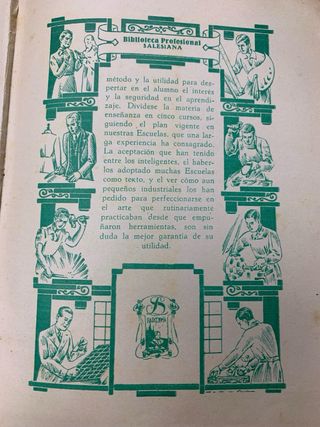 Biblioteca Profesional
SALESIANA
método y la utilidad para des-
pertar en el alumno el interés
y la seguridad en el aprendi-
zaje. Divídese la materia de
enseñanza en cinco cursos, si-
guiendo el plan vigente en
nuestras Escuelas, que una lar-
ga experiencia ha consagrado.
La aceptación que han tenido
entre los inteligentes, el haber-
los adoptado muchas Escuelas
como texto, y el ver cómo aun
pequeños industriales los han
pedido para perfeccionarse en
el arte que rutinariamente
practicaban desde que empu-
ñaron herramientas, son sin
duda la mejor garantía de su
utilidad.